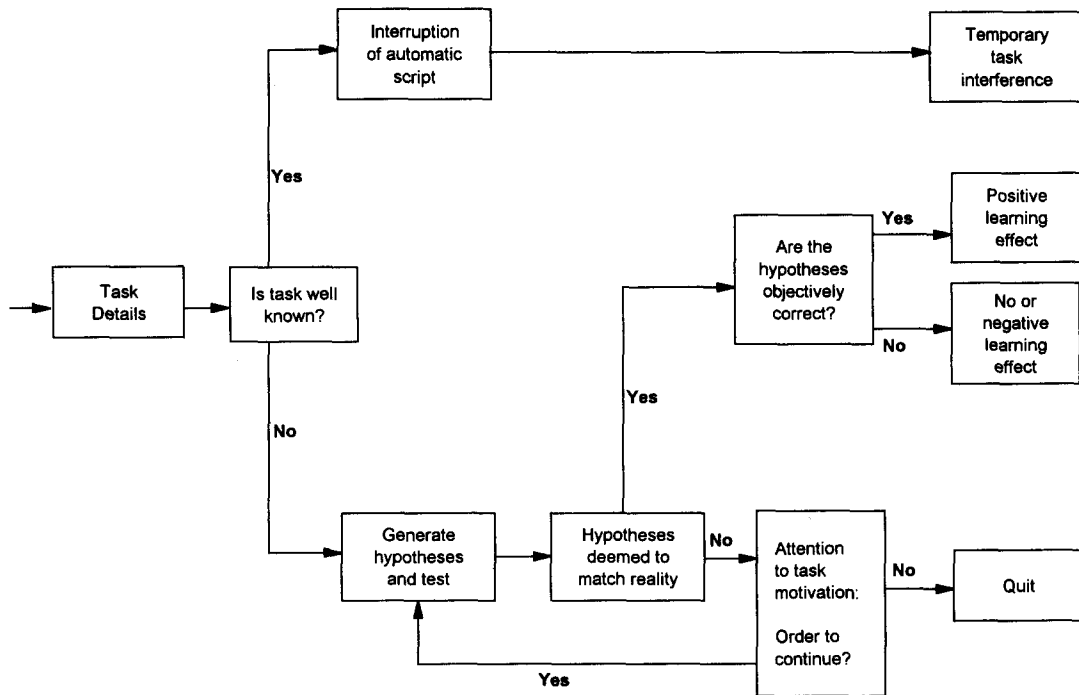 Interruption
of automatic
script
Temporary
task
interference
Yes
Positive
learning
effect
Yes
Are the
hypotheses
objectively
correct?
Task
Details
Is task well
known?
No or
negative
learning
effect
No
Yes
No
Generate
hypotheses
and test
Hypotheses
deemed to
match reality
No
Attention
to task
motivation:
Order to
continue?
No
Quit
Yes